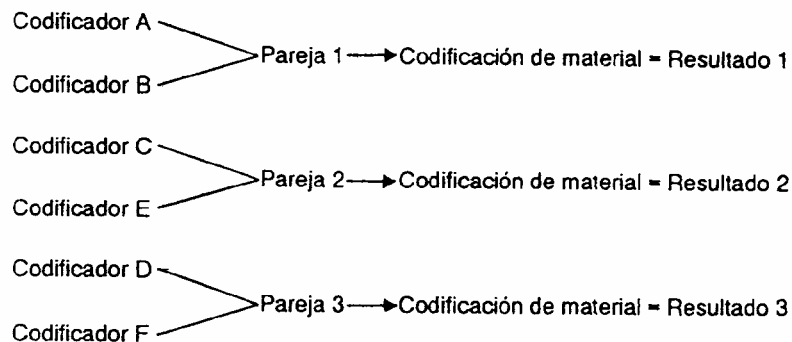 Codificador A
Pareja 1 Codificación de material = Resultado 1
Codificador B
Codificador C
Pareja 2 Codificación de material = Resultado 2
Codificador E
Codificador D
Pareja 3 Codificación de material = Resultado 3
Codificador F